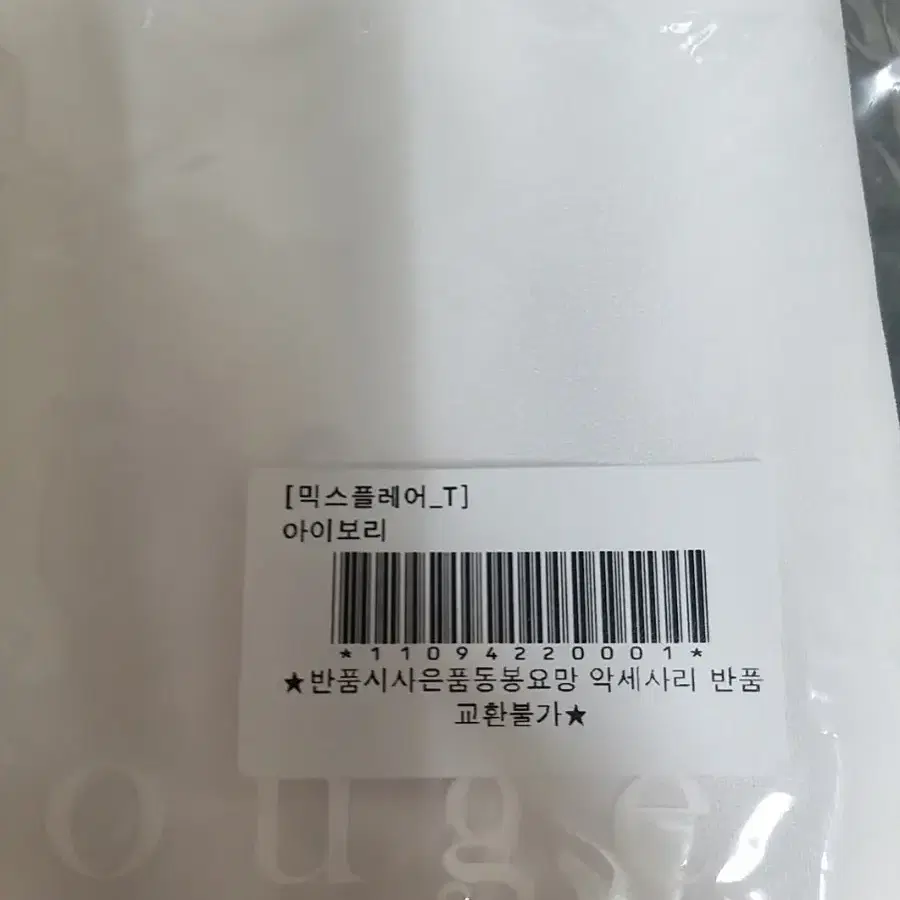 [믹스플레어_T]
아이보리
*11094220001*
★반품시사은품동봉요망 악세사리 반품
교환불가★
ouge